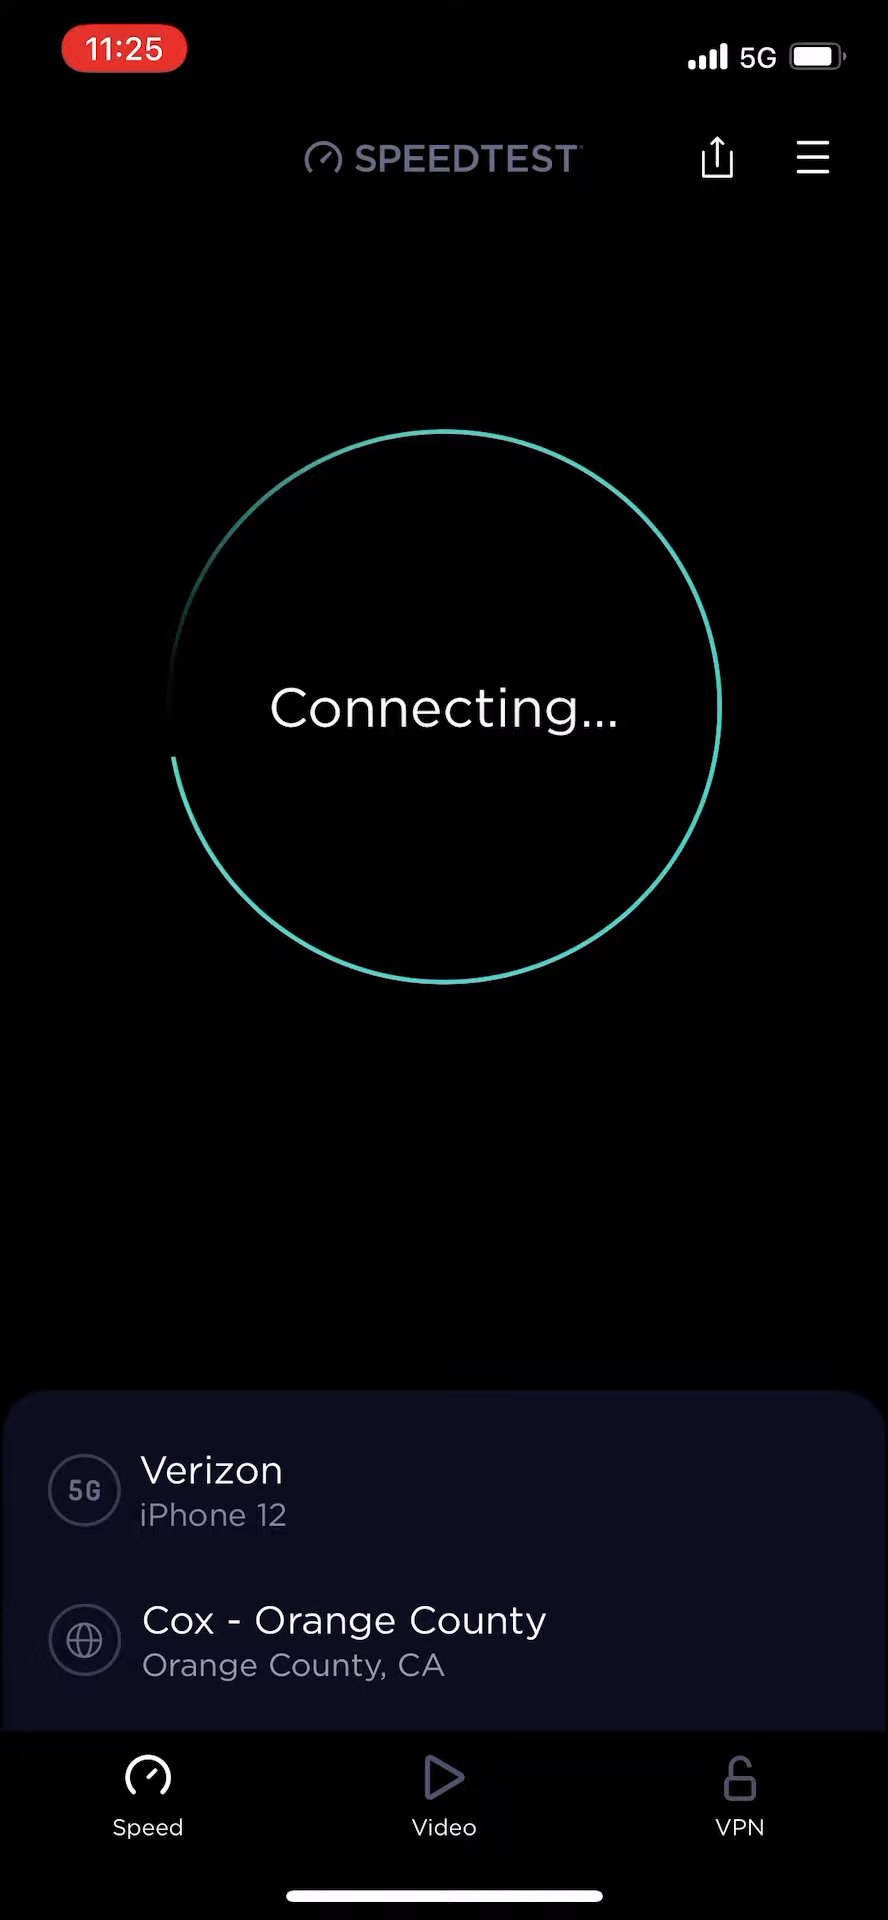 11:25
5G
SPEEDTEST
Connecting...
5G
Verizon
iPhone 12
Cox - Orange County
Orange County, CA
Speed
Video
VPN